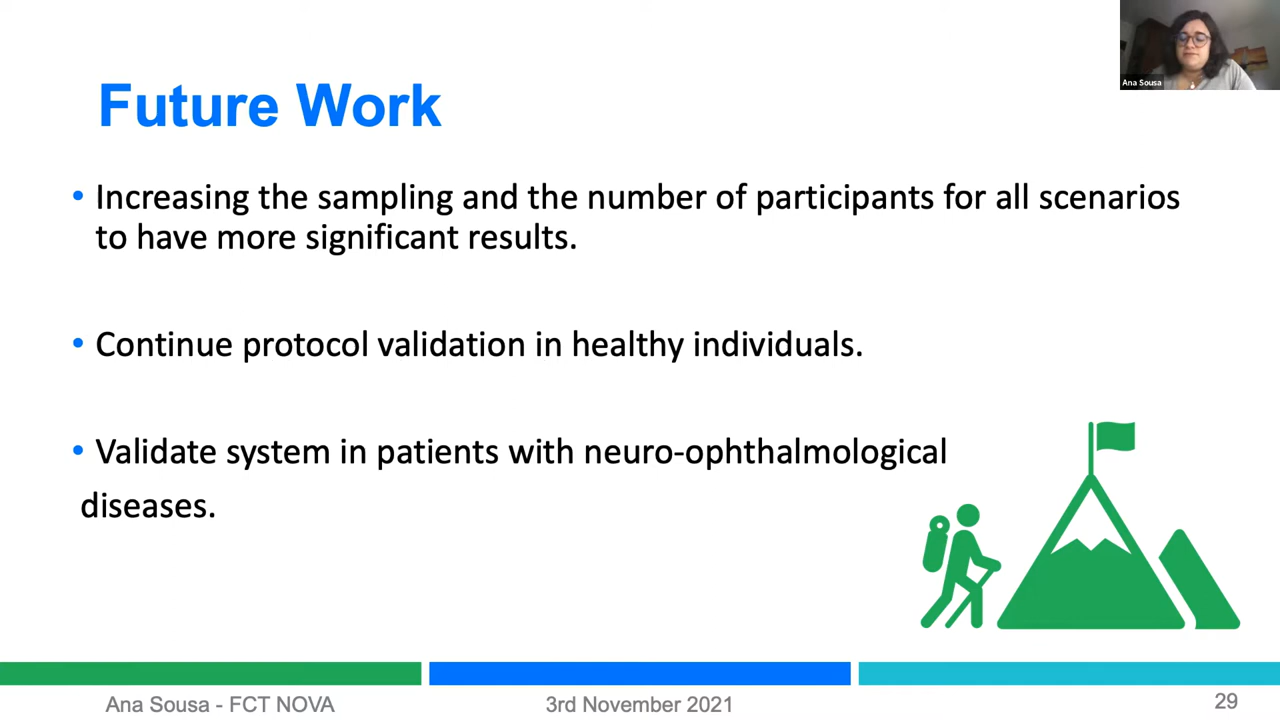 Ana Sousa
Future Work
• Increasing the sampling and the number of participants for all scenarios
to have more significant results.
• Continue protocol validation in healthy individuals.
• Validate system in patients with neuro-ophthalmological
diseases.
Ana Sousa - FCT NOVA
3rd November 2021
29